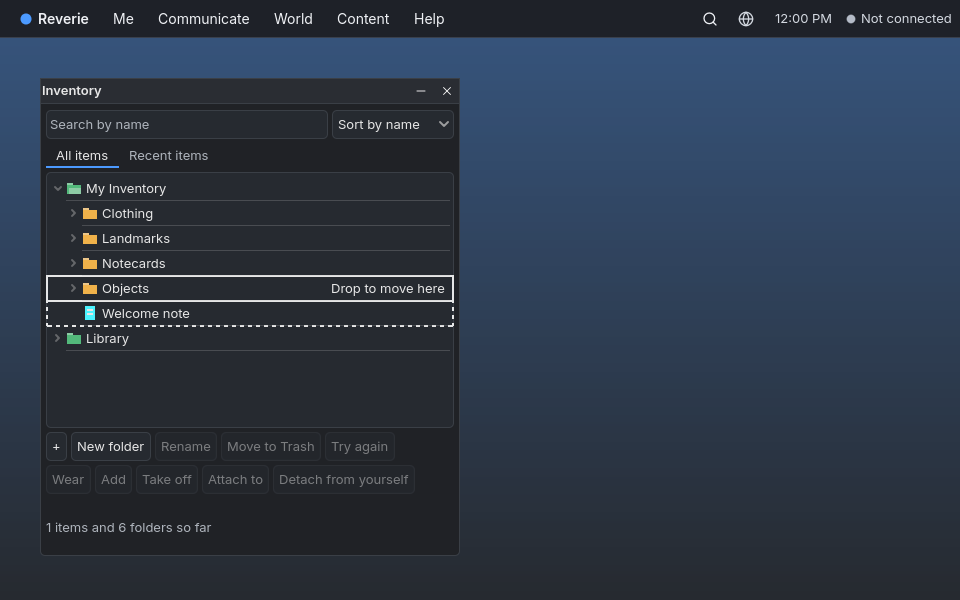 Reverie Me Communicate World Content Help 12:00 PM Not connected
Inventory
Search by name Sort by name
All items Recent items
My Inventory
Clothing
Landmarks
Notecards
Objects Drop to move here
Welcome note
Library
+ New folder Rename Move to Trash Try again
Wear Add Take off Attach to Detach from yourself
1 items and 6 folders so far